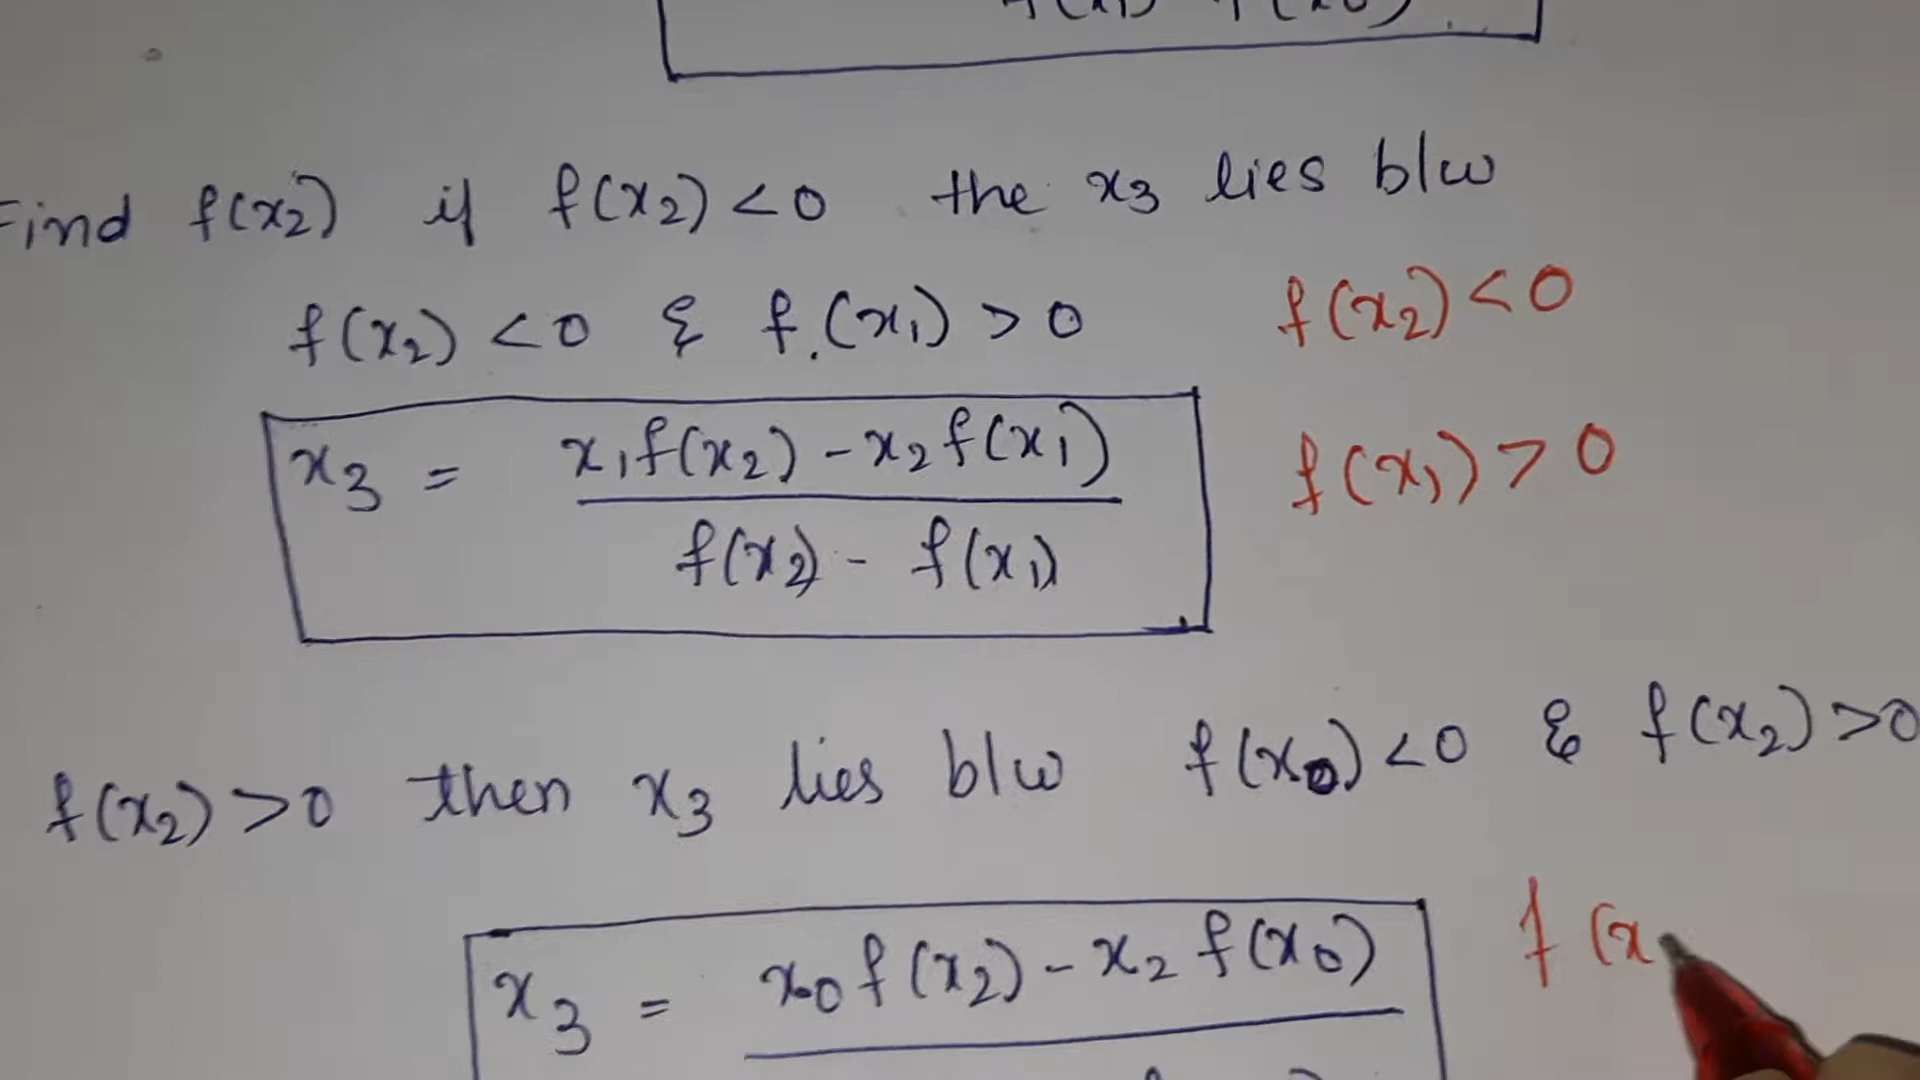 Find f(x₂) if f(x₂) < 0 the x₃ lies b/w
f(x₂) < 0 & f.(x₁) > 0
f(x₂) < 0
x₃ = x₁f(x₂) - x₂f(x₁)
f(x₂) - f(x₁)
f(x₁) > 0
f(x₂) > 0 then x₃ lies b/w f(x₀) < 0 & f(x₂) > 0
x₃ = x₀f(x₂) - x₂f(x₀)
f(x